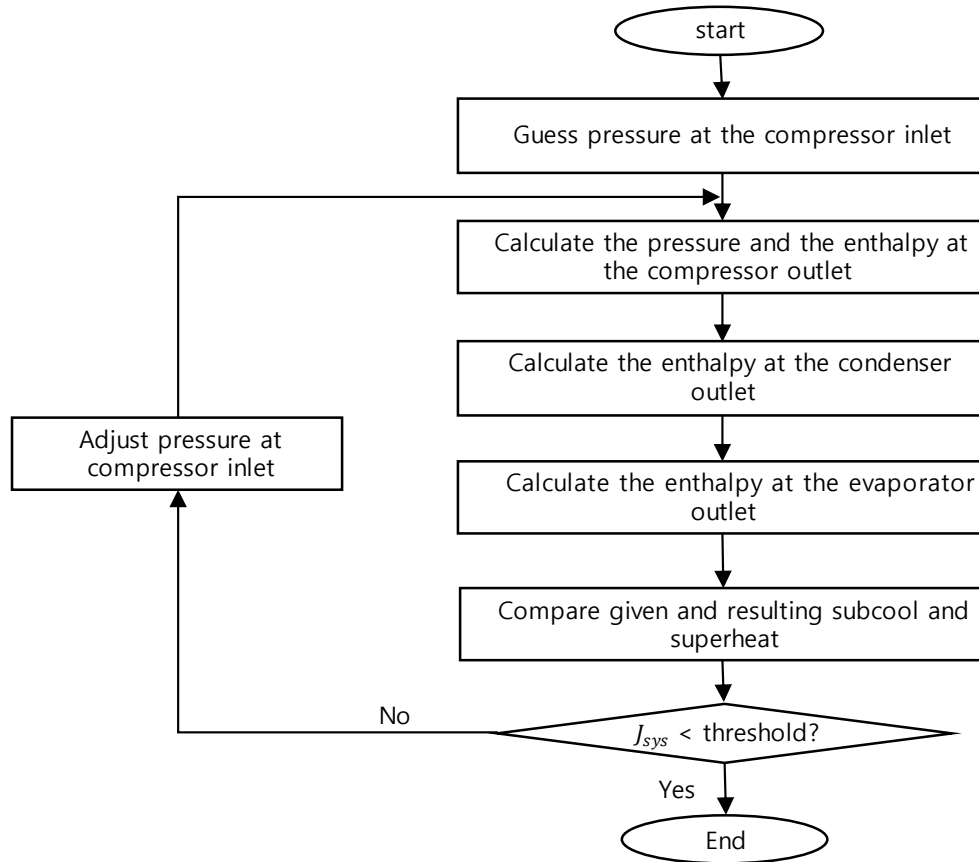 start
Guess pressure at the compressor inlet
Calculate the pressure and the enthalpy at
the compressor outlet
Calculate the enthalpy at the condenser
outlet
Adjust pressure at
compressor inlet
Calculate the enthalpy at the evaporator
outlet
Compare given and resulting subcool and
superheat
No
J_{sys} < threshold?
Yes
End